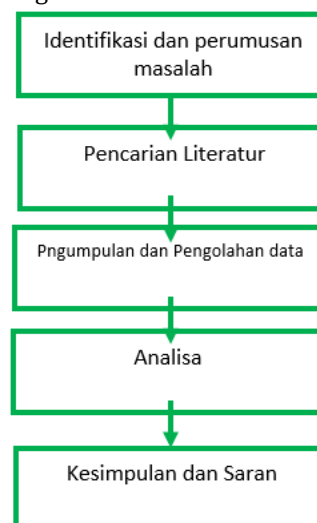 Identifikasi dan perumusan
masalah
Pencarian Literatur
Pngumpulan dan Pengolahan data
Analisa
Kesimpulan dan Saran